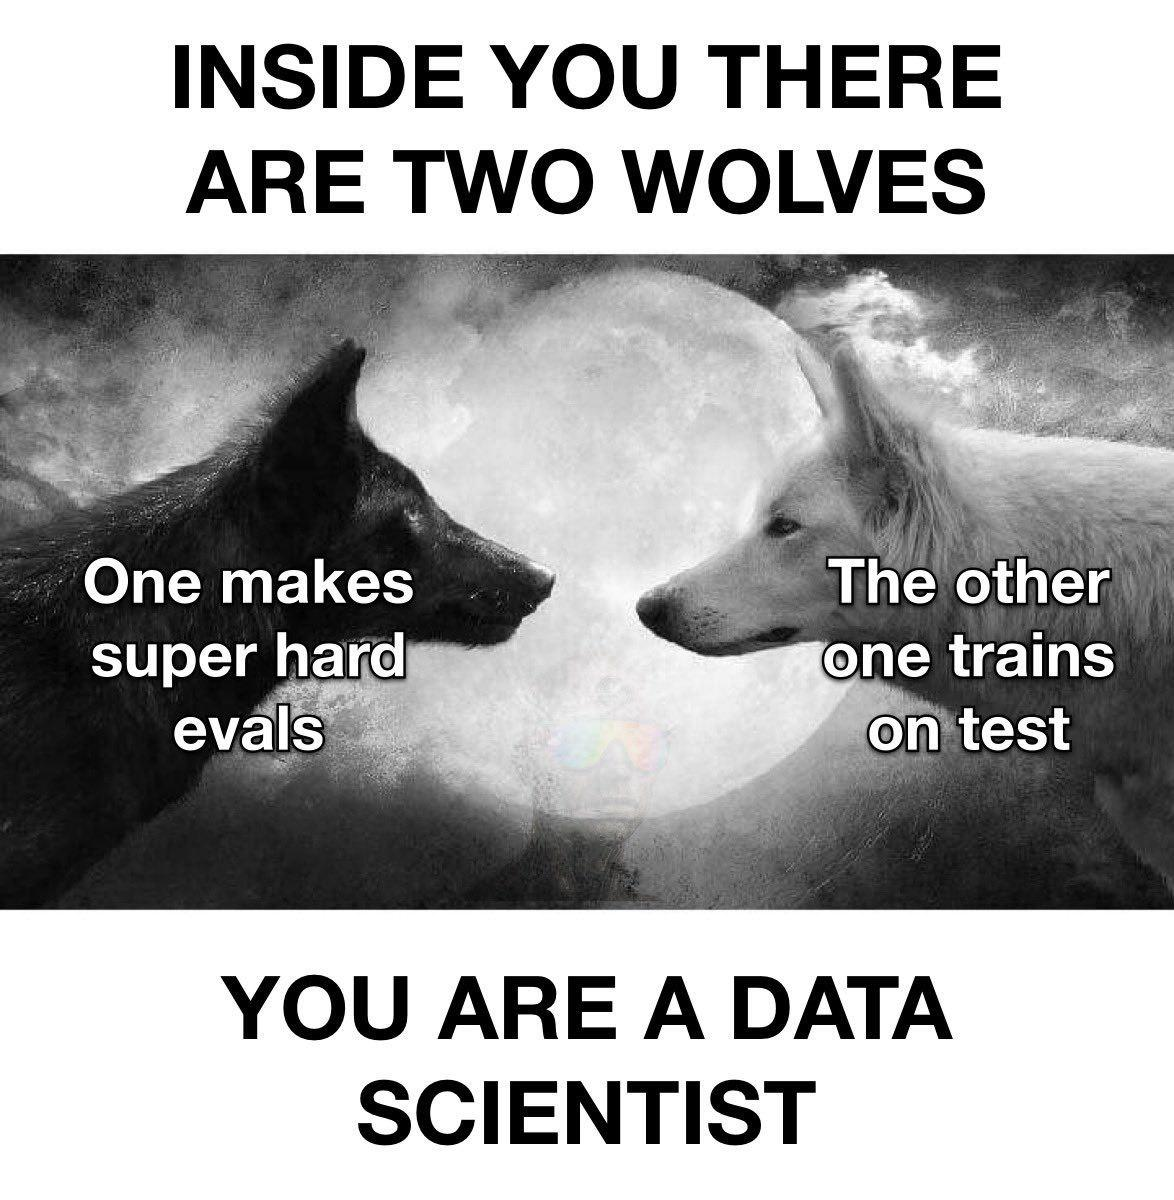 INSIDE YOU THERE
ARE TWO WOLVES
One makes
super hard
evals
The other
one trains
on test
YOU ARE A DATA
SCIENTIST